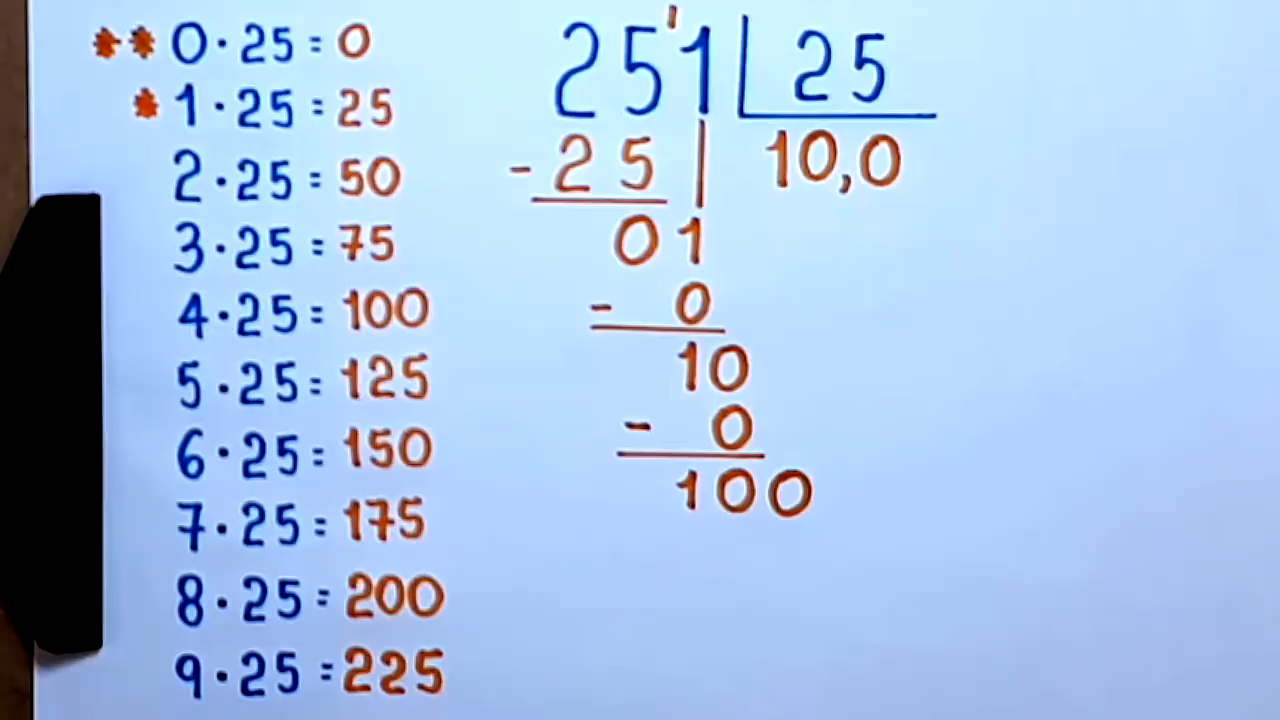 ** 0 · 25 = 0
* 1 · 25 = 25
2 · 25 = 50
3 · 25 = 75
4 · 25 = 100
5 · 25 = 125
6 · 25 = 150
7 · 25 = 175
8 · 25 = 200
9 · 25 = 225
25'1 | 25
- 25 | 10,0
01
- 0
10
- 0
100